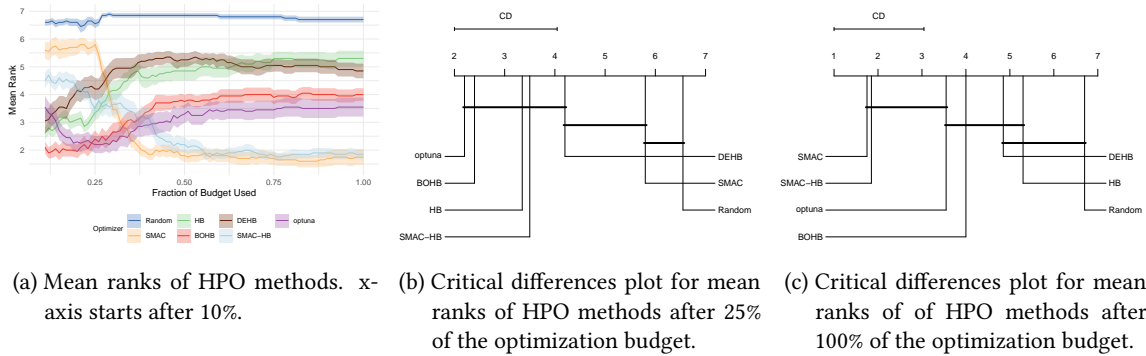 7
6
5
4
3
2
Mean Rank
0.25
0.50
0.75
1.00
Fraction of Budget Used
Optimizer
Random
HB
DEHB
optuna
SMAC
BOHB
SMAC−HB
(a) Mean ranks of HPO methods. x-
axis starts after 10%.
CD
2 3 4 5 6 7
optuna
BOHB
HB
SMAC−HB
DEHB
SMAC
Random
(b) Critical differences plot for mean
ranks of HPO methods after 25%
of the optimization budget.
CD
1 2 3 4 5 6 7
SMAC
SMAC−HB
optuna
BOHB
DEHB
HB
Random
(c) Critical differences plot for mean
ranks of of HPO methods after
100% of the optimization budget.